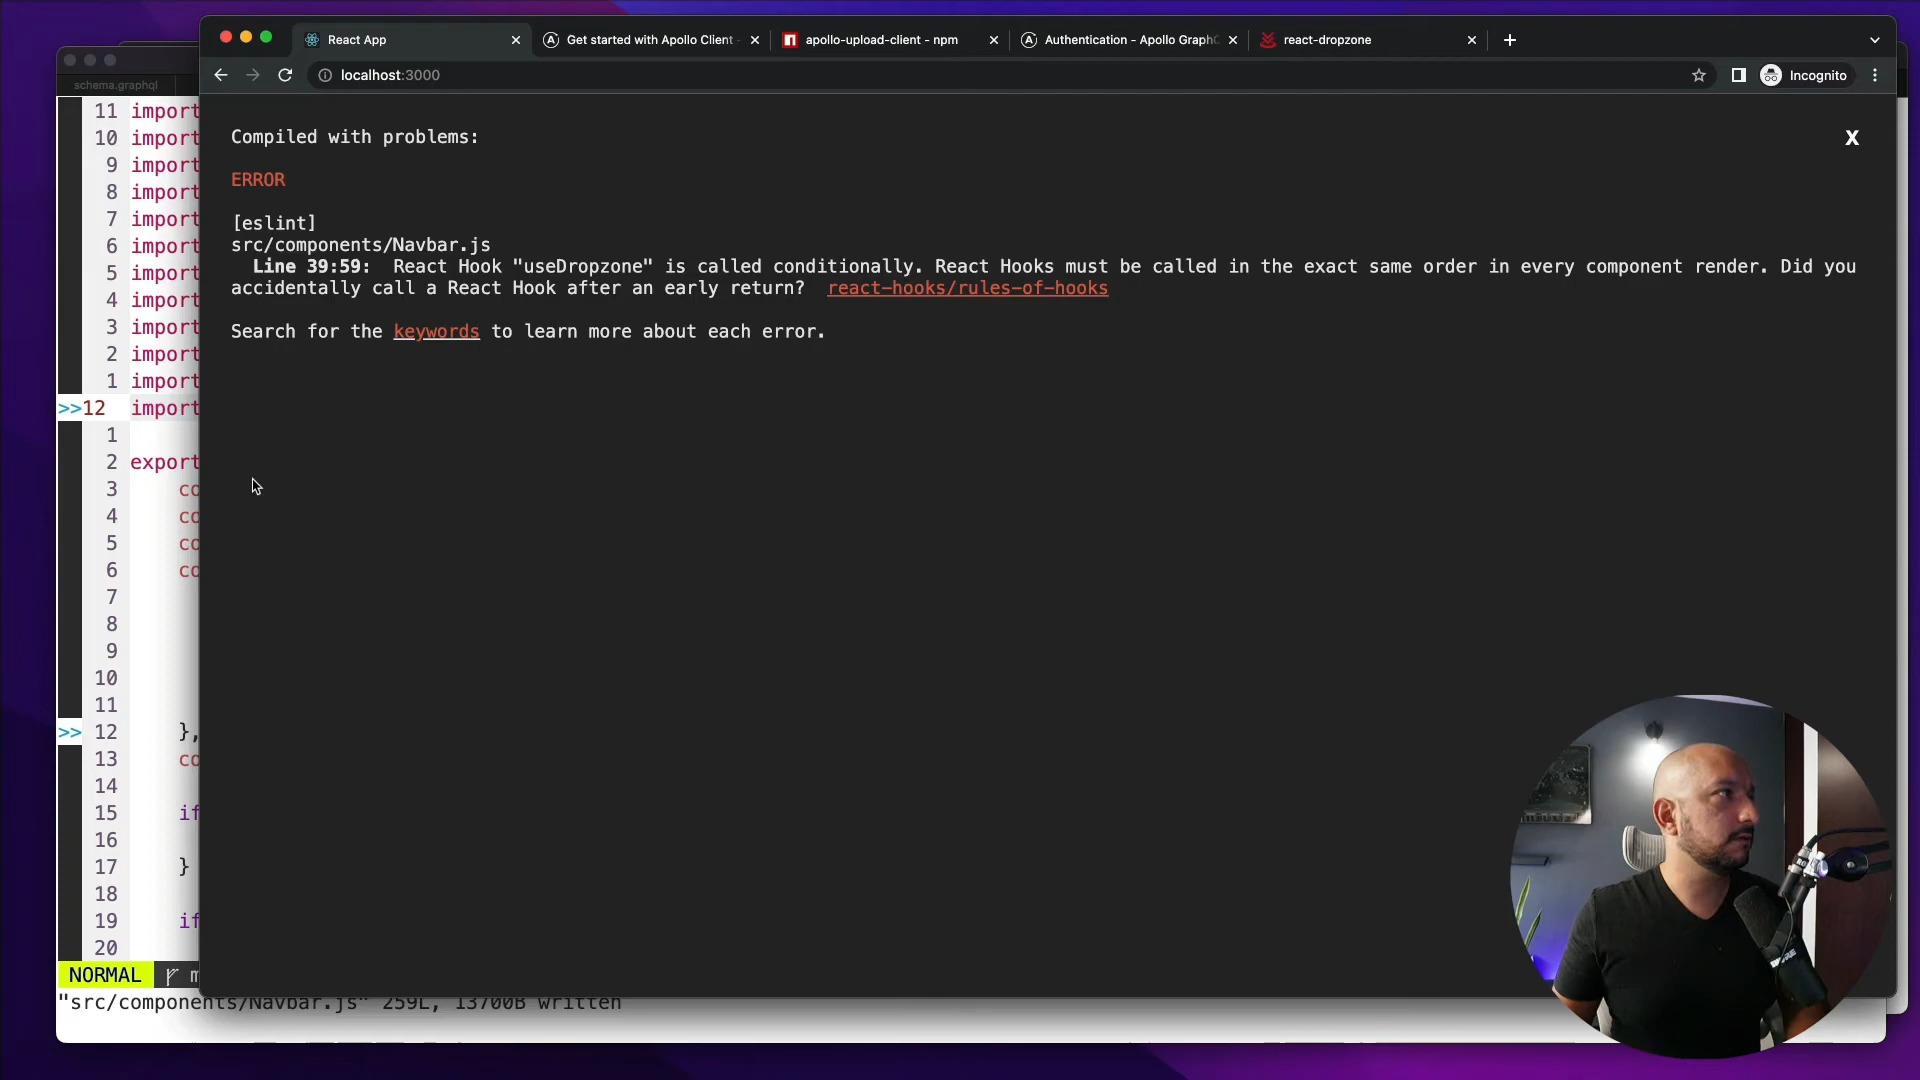 React App
Get started with Apollo Client
apollo-upload-client - npm
Authentication - Apollo Graph
react-dropzone
localhost:3000
Incognito
schema.graphql
Compiled with problems:
X
ERROR
[eslint]
src/components/Navbar.js
Line 39:59: React Hook "useDropzone" is called conditionally. React Hooks must be called in the exact same order in every component render. Did you
accidentally call a React Hook after an early return? react-hooks/rules-of-hooks
Search for the keywords to learn more about each error.
11 import
10 import
9 import
8 import
7 import
6 import
5 import
4 import
3 import
2 import
1 import
>>12 import
1
2 export
3 co
4 co
5 co
6 co
7
8
9
10
11
>> 12 },
13 co
14
15 if
16
17 }
18
19 if
20
NORMAL
"src/components/Navbar.js" 259L, 13700B written